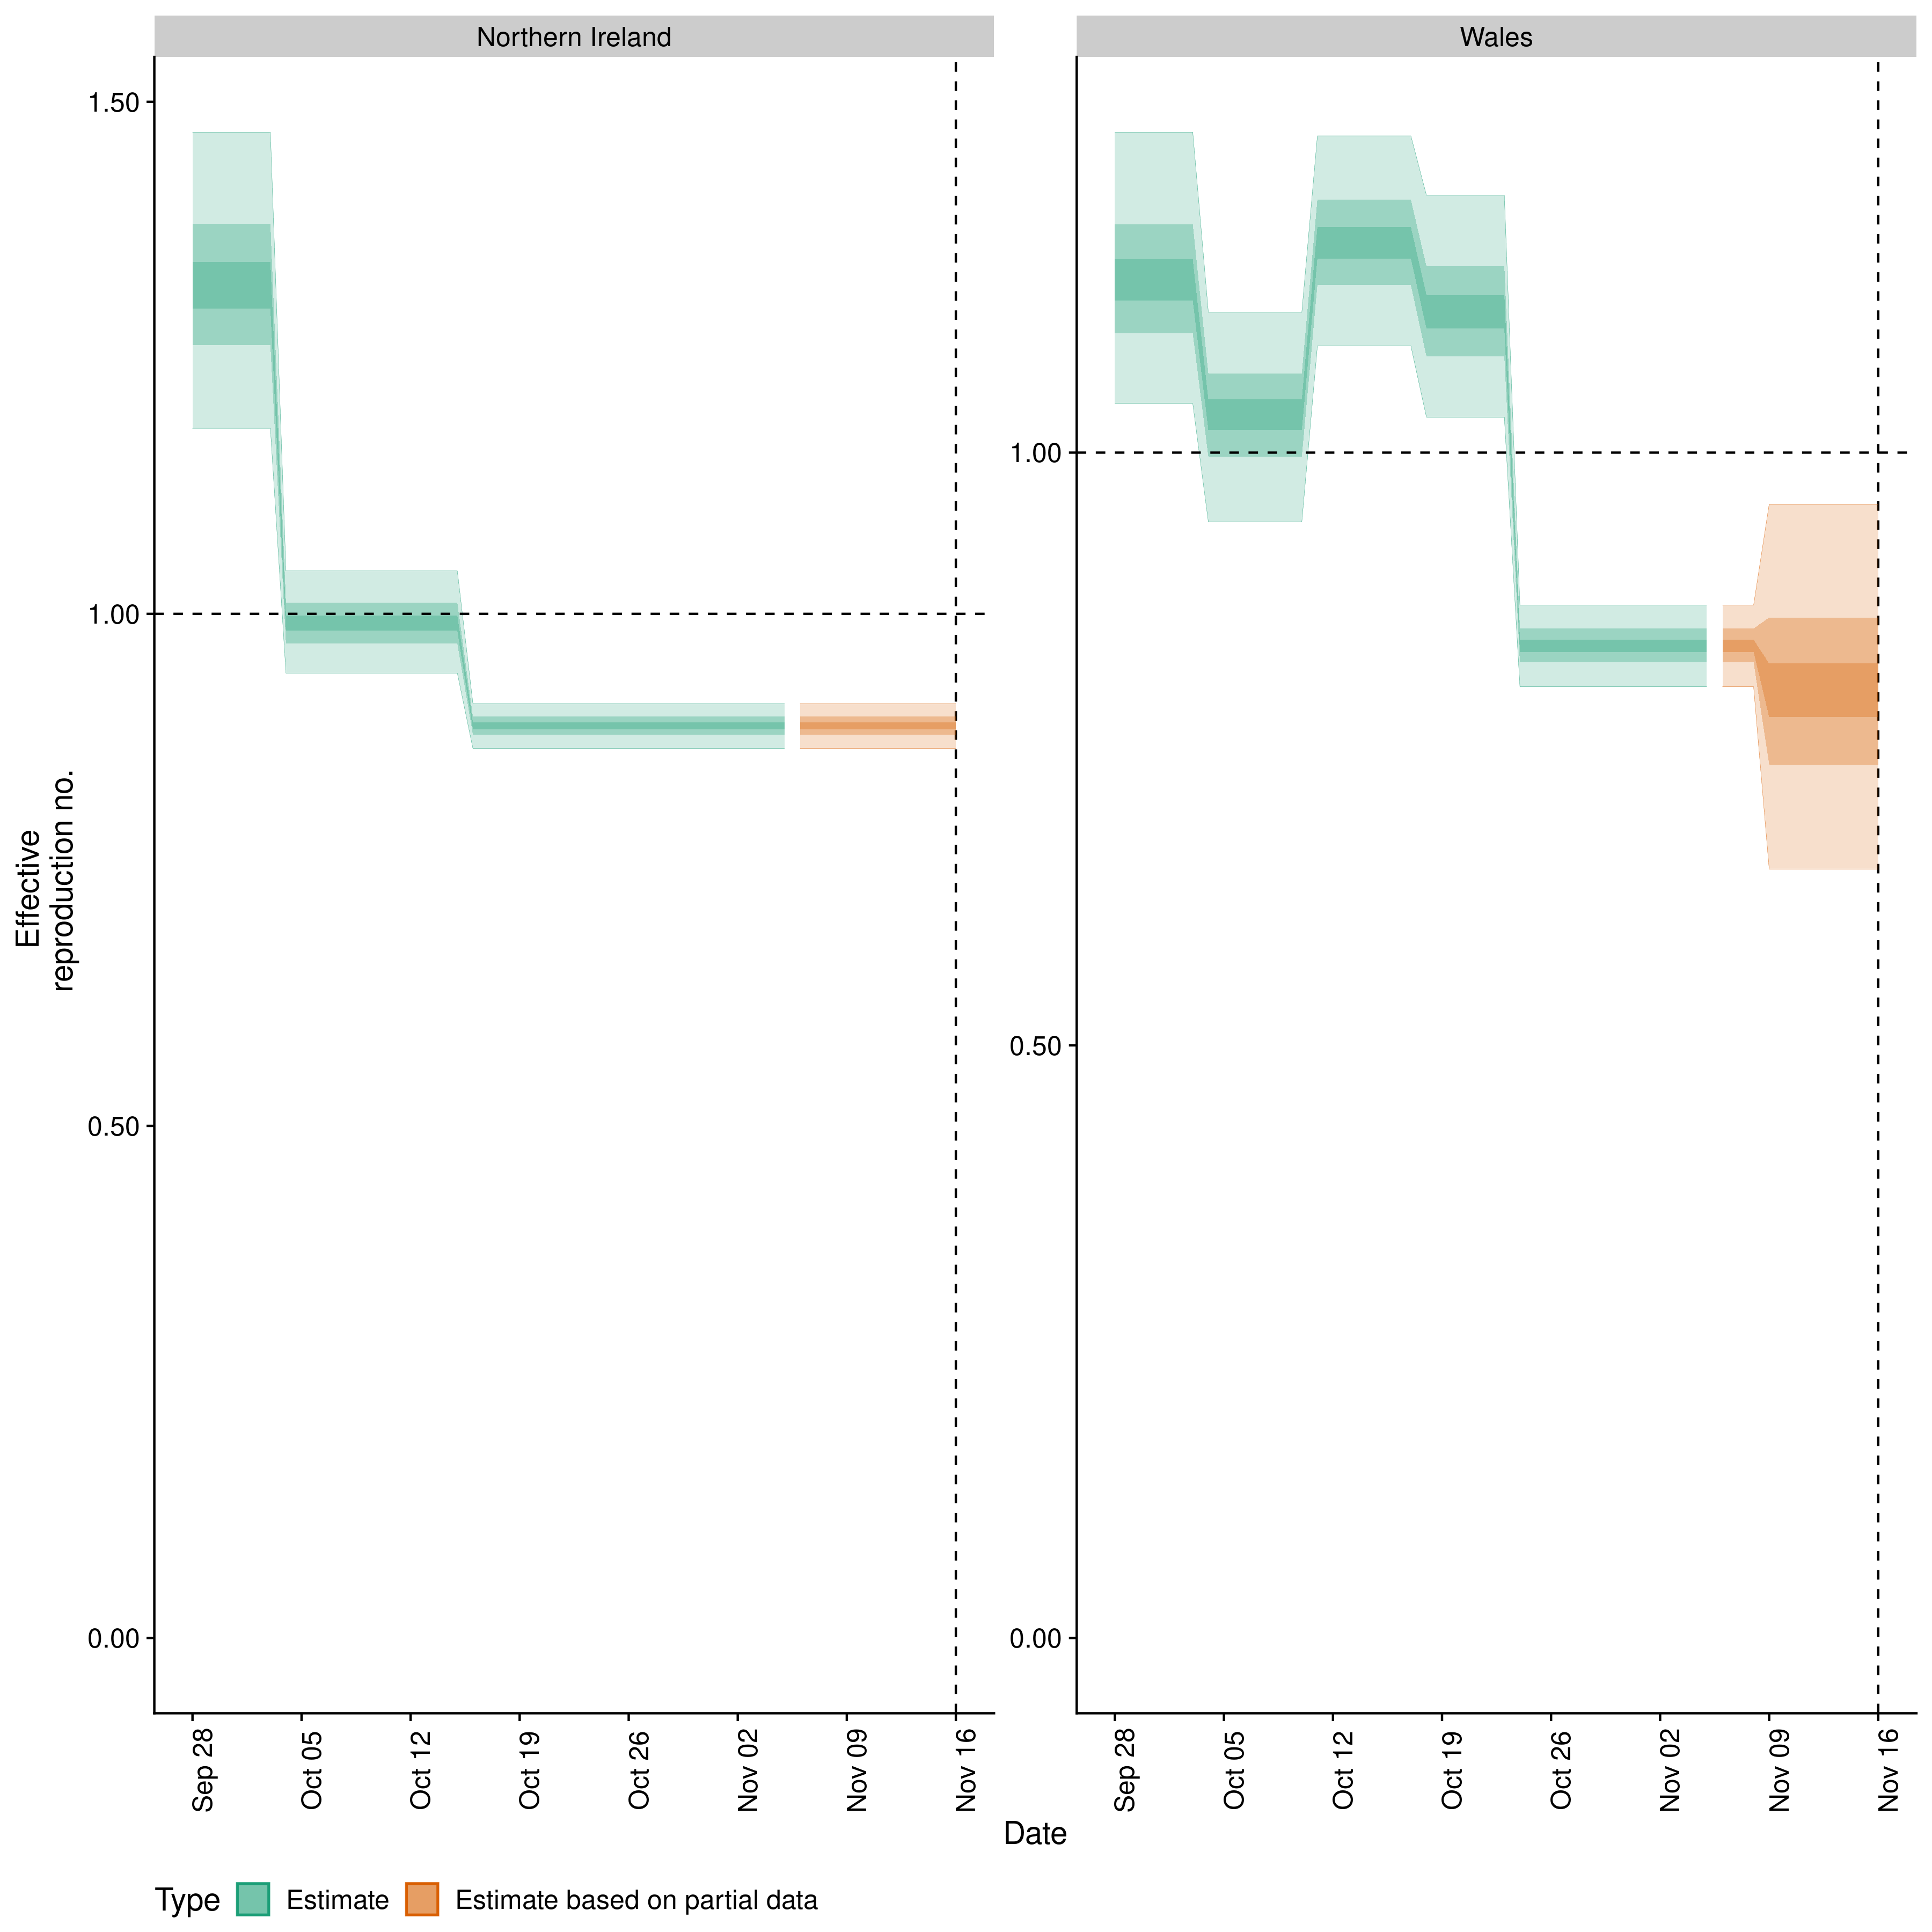 Northern Ireland
Wales
Effective
reproduction no.
1.50
1.00
0.50
0.00
1.00
0.50
0.00
Sep 28
Oct 05
Oct 12
Oct 19
Oct 26
Nov 02
Nov 09
Nov 16
Sep 28
Oct 05
Oct 12
Oct 19
Oct 26
Nov 02
Nov 09
Nov 16
Date
Type Estimate Estimate based on partial data